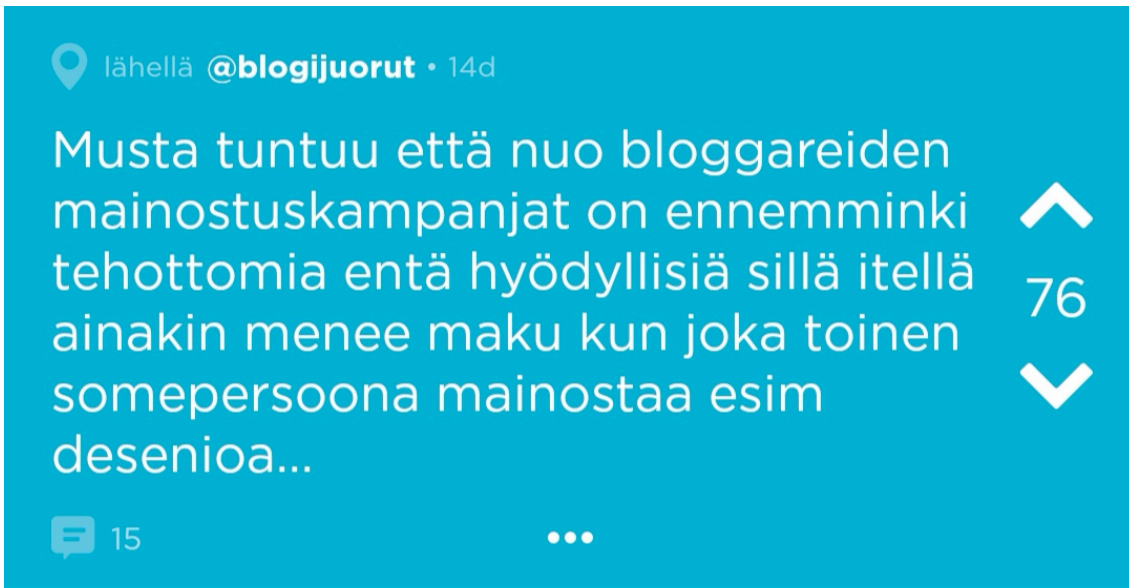 lähellä @blogijuorut • 14d
Musta tuntuu että nuo bloggareiden
mainostuskampanjat on ennemminki
tehottomia entä hyödyllisiä sillä itellä
ainakin menee maku kun joka toinen
somepersoona mainostaa esim
desenioa...
76
15